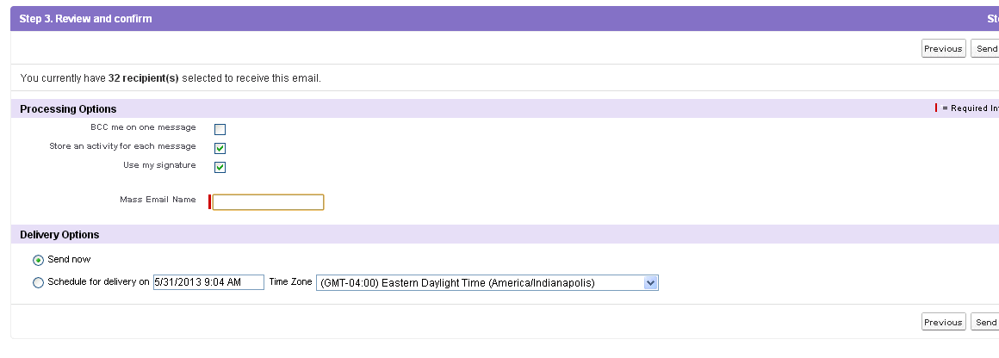 Step 3. Review and confirm
Previous Send
You currently have 32 recipient(s) selected to receive this email.
Processing Options
= Required
BCC me on one message
Store an activity for each message
Use my signature
Mass Email Name
Delivery Options
Send now
Schedule for delivery on 5/31/2013 9:04 AM Time Zone (GMT-04:00) Eastern Daylight Time (America/Indianapolis)
Previous Send